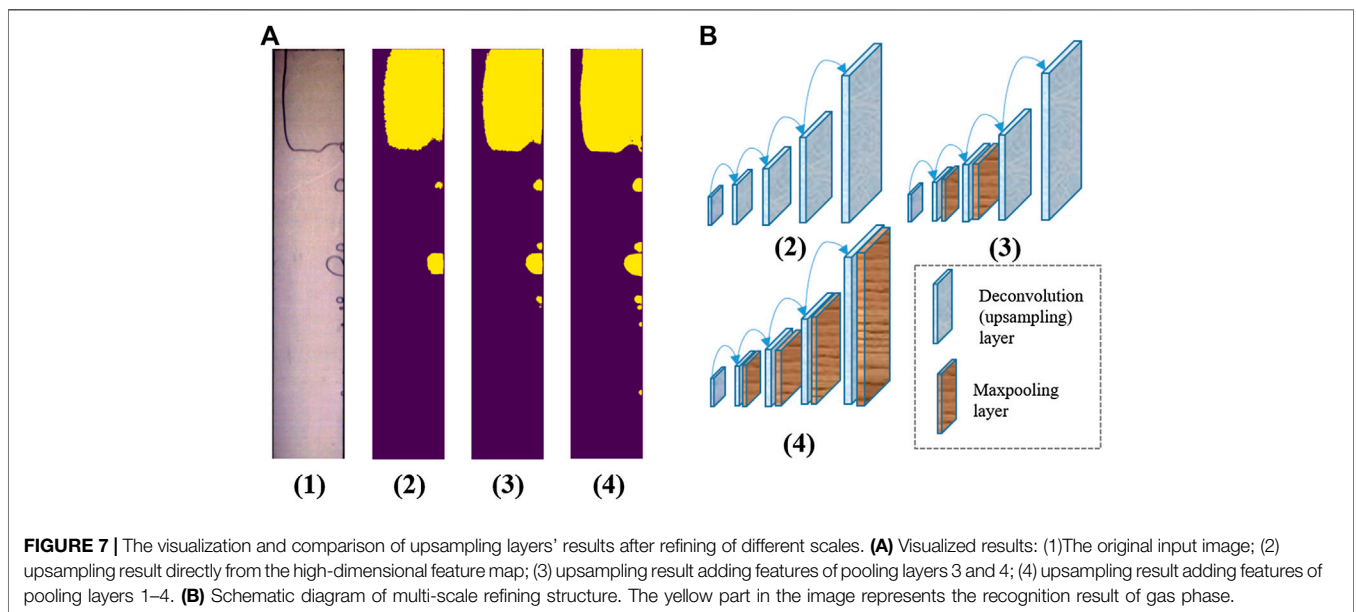 A
B
(1)
(2)
(3)
(4)
(2)
(3)
(4)
Deconvolution
(upsampling)
layer
Maxpooling
layer
FIGURE 7 | The visualization and comparison of upsampling layers’ results after refining of different scales. (A) Visualized results: (1)The original input image; (2)
upsampling result directly from the high-dimensional feature map; (3) upsampling result adding features of pooling layers 3 and 4; (4) upsampling result adding features of
pooling layers 1–4. (B) Schematic diagram of multi-scale refining structure. The yellow part in the image represents the recognition result of gas phase.